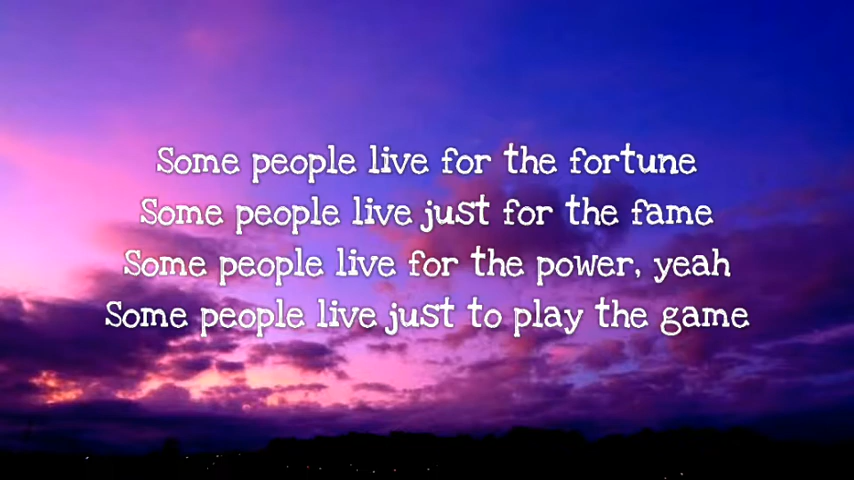 Some people live for the fortune
Some people live just for the fame
Some people live for the power, yeah
Some people live just to play the game